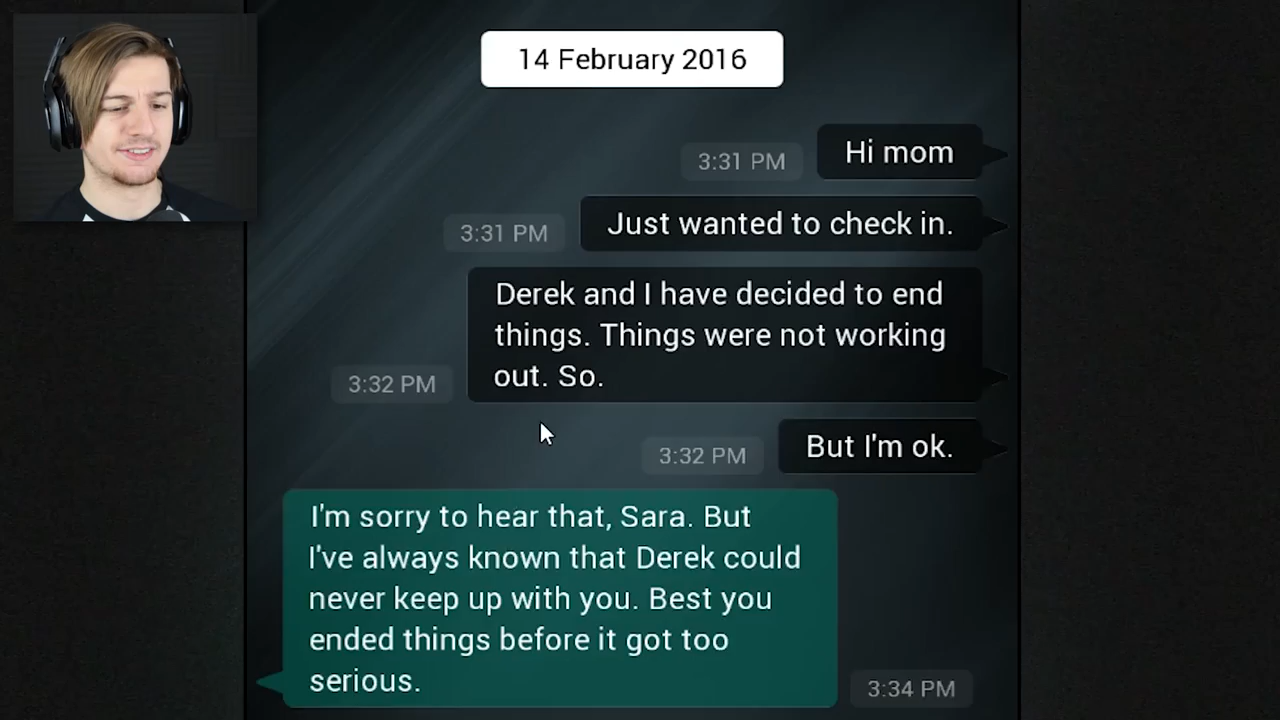 14 February 2016
3:31 PM
Hi mom
3:31 PM
Just wanted to check in.
Derek and I have decided to end
things. Things were not working
out. So.
3:32 PM
3:32 PM
But I'm ok.
I'm sorry to hear that, Sara. But
I've always known that Derek could
never keep up with you. Best you
ended things before it got too
serious.
3:34 PM